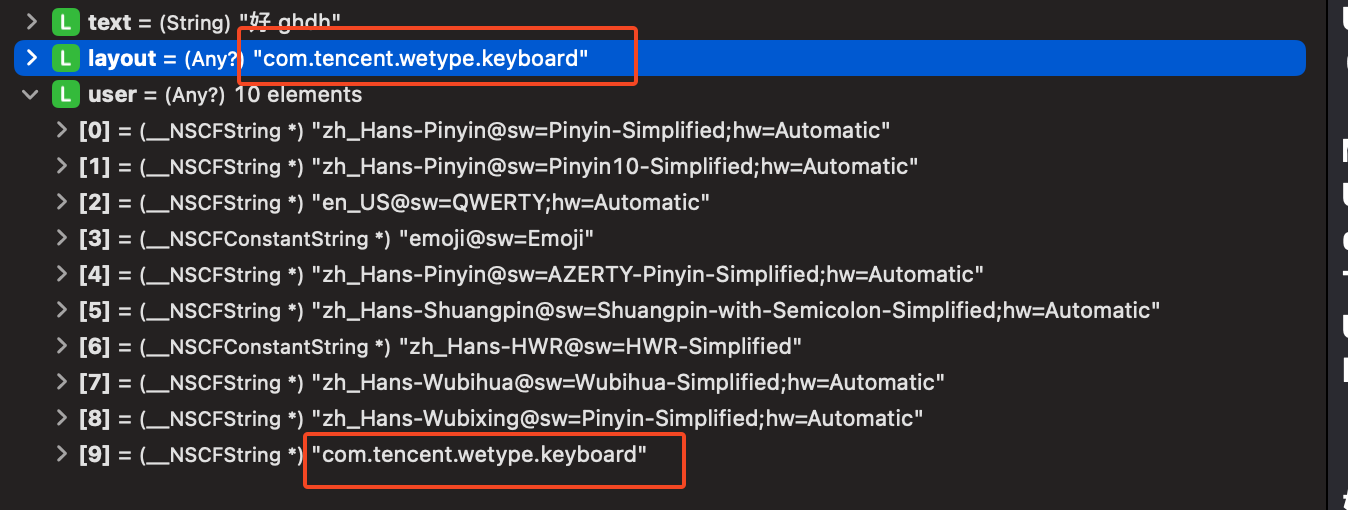 L text = (String) "好 ghdh"
L layout = (Any?) "com.tencent.wetype.keyboard"
L user = (Any?) 10 elements
[0] = (__NSCFString *) "zh_Hans-Pinyin@sw=Pinyin-Simplified;hw=Automatic"
[1] = (__NSCFString *) "zh_Hans-Pinyin@sw=Pinyin10-Simplified;hw=Automatic"
[2] = (__NSCFString *) "en_US@sw=QWERTY;hw=Automatic"
[3] = (__NSCFConstantString *) "emoji@sw=Emoji"
[4] = (__NSCFString *) "zh_Hans-Pinyin@sw=AZERTY-Pinyin-Simplified;hw=Automatic"
[5] = (__NSCFString *) "zh_Hans-Shuangpin@sw=Shuangpin-with-Semicolon-Simplified;hw=Automatic"
[6] = (__NSCFConstantString *) "zh_Hans-HWR@sw=HWR-Simplified"
[7] = (__NSCFString *) "zh_Hans-Wubihua@sw=Wubihua-Simplified;hw=Automatic"
[8] = (__NSCFString *) "zh_Hans-Wubixing@sw=Pinyin-Simplified;hw=Automatic"
[9] = (__NSCFString *) "com.tencent.wetype.keyboard"